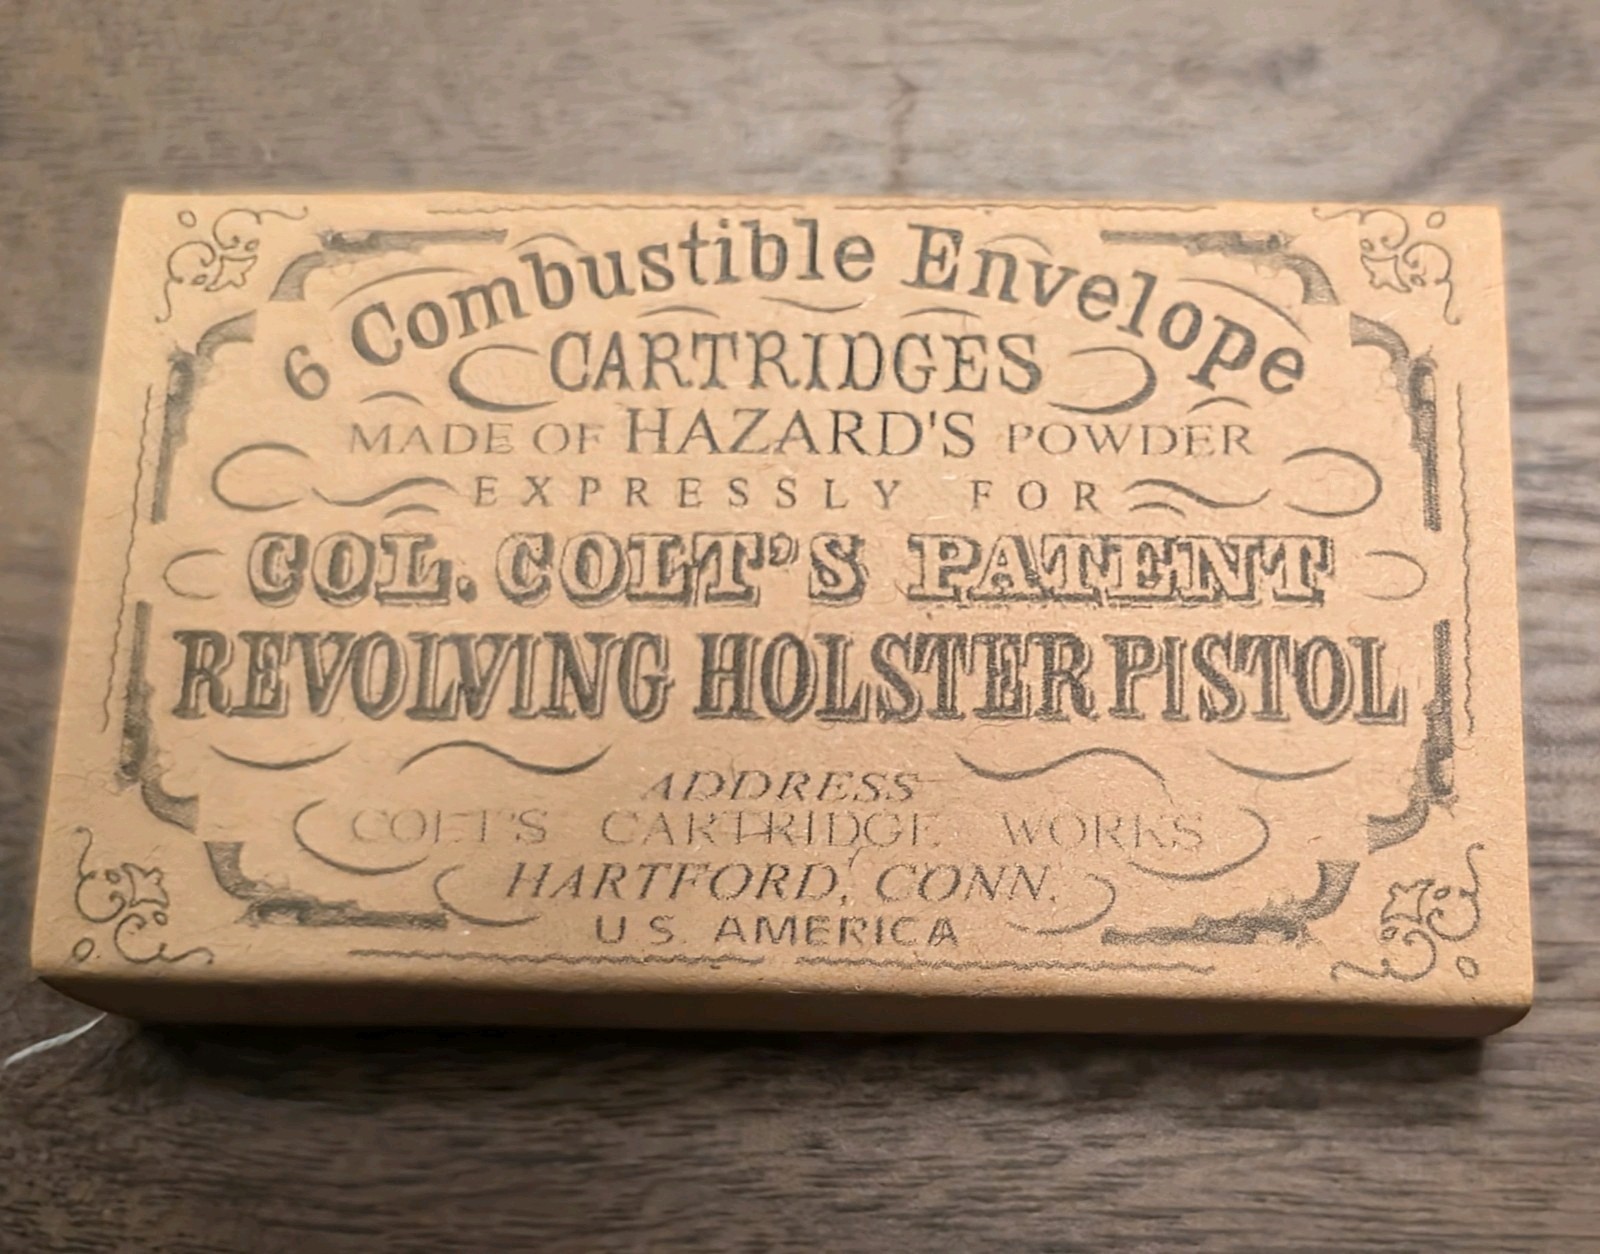 6 Combustible Envelope
CARTRIDGES
MADE OF HAZARD'S POWDER
EXPRESSLY FOR
COL. COLT'S PATENT
REVOLVING HOLSTER PISTOL
ADDRESS
COLT'S CARTRIDGE WORKS
HARTFORD, CONN.
U S. AMERICA